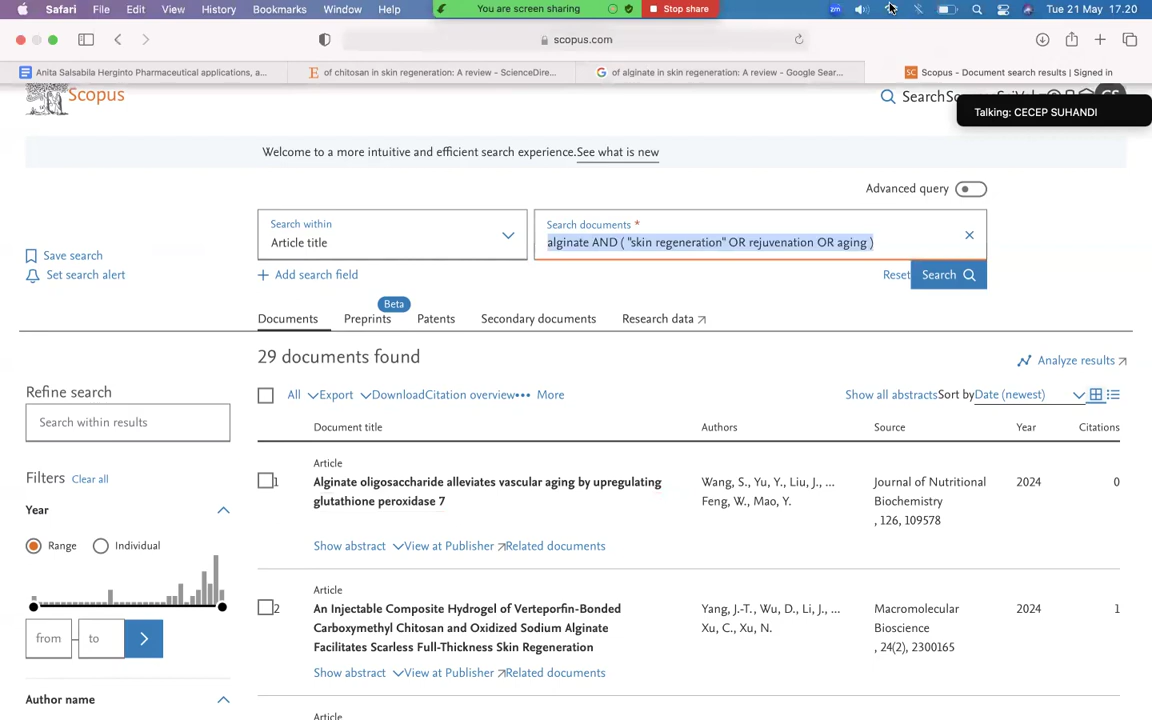 Safari File Edit View History Bookmarks Window Help
You are screen sharing
Stop share
zm
Tue 21 May 17.20
scopus.com
Anita Salsabila Herginto Pharmaceutical applications, a...
of chitosan in skin regeneration: A review - ScienceDire...
of alginate in skin regeneration: A review - Google Sear...
Scopus - Document search results | Signed in
Scopus
Search
Talking: CECEP SUHANDI
Welcome to a more intuitive and efficient search experience. See what is new
Advanced query
Search within
Article title
Search documents *
alginate AND ( "skin regeneration" OR rejuvenation OR aging )
Save search
Set search alert
Add search field
Reset
Search
Beta
Documents Preprints Patents Secondary documents Research data
29 documents found
Analyze results
Refine search
Search within results
All Export Download Citation overview ••• More
Show all abstracts Sort by Date (newest)
Document title Authors Source Year Citations
Filters Clear all
Year
Range Individual
from - to
Author name
Article
1 Alginate oligosaccharide alleviates vascular aging by upregulating
glutathione peroxidase 7
Wang, S., Yu, Y., Liu, J., ...
Feng, W., Mao, Y.
Journal of Nutritional
Biochemistry
, 126, 109578
2024
0
Show abstract View at Publisher Related documents
Article
2 An Injectable Composite Hydrogel of Verteporfin-Bonded
Carboxymethyl Chitosan and Oxidized Sodium Alginate
Facilitates Scarless Full-Thickness Skin Regeneration
Yang, J.-T., Wu, D., Li, J., ...
Xu, C., Xu, N.
Macromolecular
Bioscience
, 24(2), 2300165
2024
1
Show abstract View at Publisher Related documents
Article